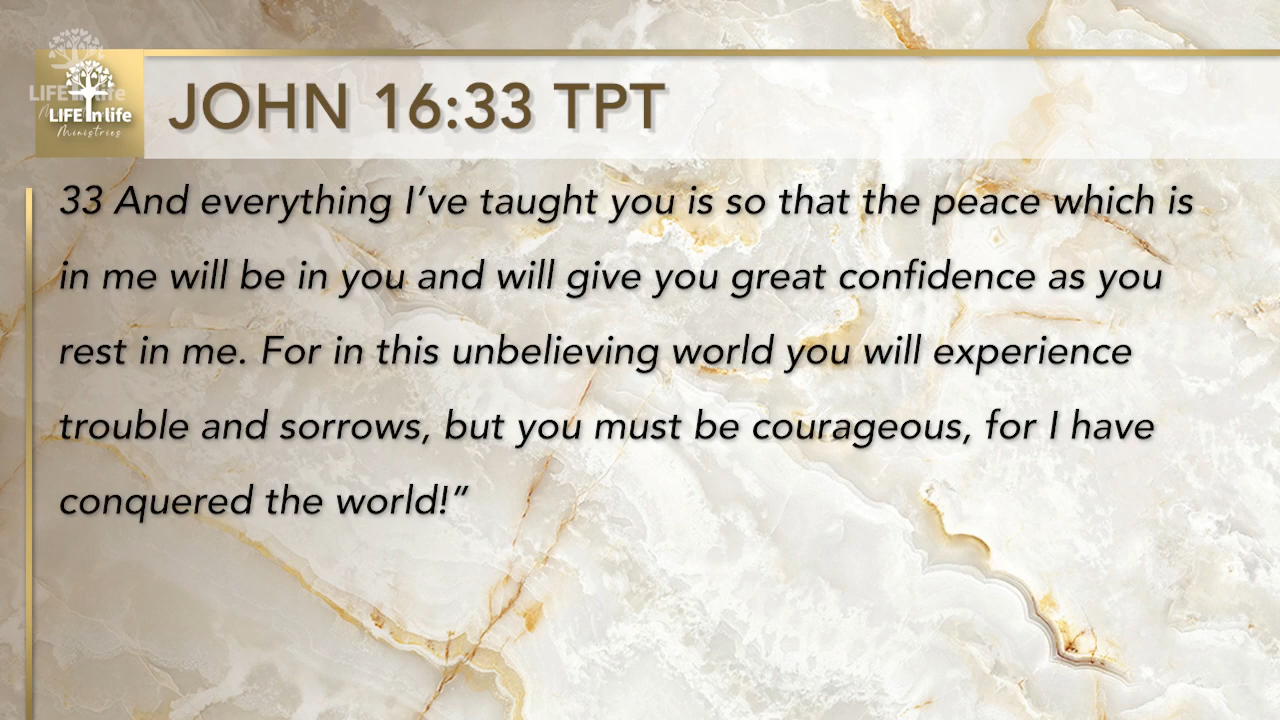 LIFE in life
Ministries
JOHN 16:33 TPT
33 And everything I’ve taught you is so that the peace which is
in me will be in you and will give you great confidence as you
rest in me. For in this unbelieving world you will experience
trouble and sorrows, but you must be courageous, for I have
conquered the world!”